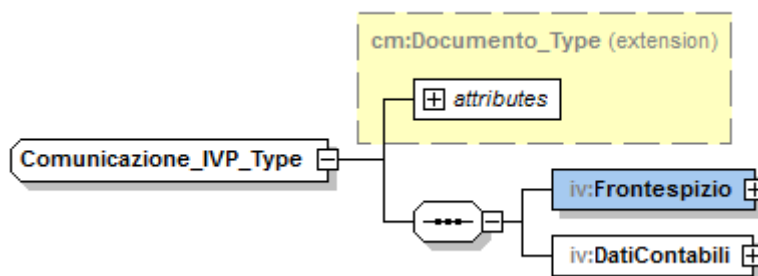 cm:Documento_Type (extension)
attributes
Comunicazione_IVP_Type
iv:Frontespizio
iv:DatiContabili